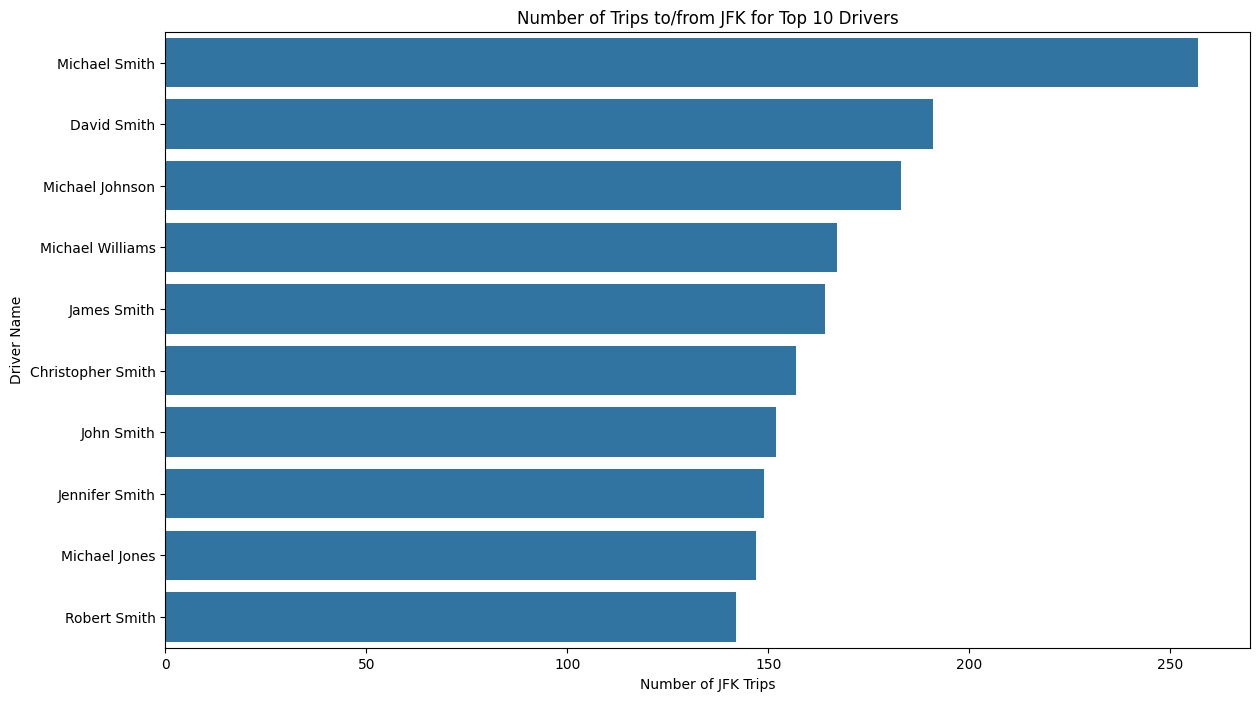 Number of Trips to/from JFK for Top 10 Drivers
Driver Name
Michael Smith
David Smith
Michael Johnson
Michael Williams
James Smith
Christopher Smith
John Smith
Jennifer Smith
Michael Jones
Robert Smith
0 50 100 150 200 250
Number of JFK Trips